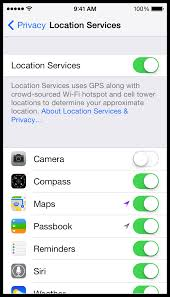 9:41 AM
Privacy Location Services
Location Services
Location Services uses GPS along with
crowd-sourced Wi-Fi hotspot and cell tower
locations to determine your approximate
location. About Location Services &
Privacy...
Camera
Compass
Maps
Passbook
Reminders
Siri
Weather